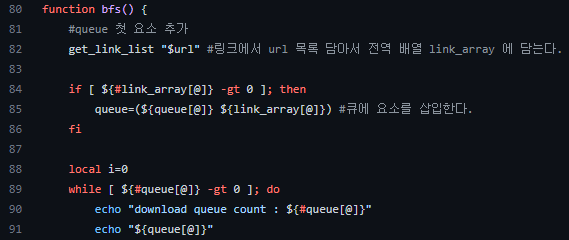 80 function bfs() {
81 #queue 첫 요소 추가
82 get_link_list "$url" #링크에서 url 목록 담아서 전역 배열 link_array 에 담는다.
83
84 if [ ${#link_array[@]} -gt 0 ]; then
85 queue=(${queue[@]} ${link_array[@]}) #큐에 요소를 삽입한다.
86 fi
87
88 local i=0
89 while [ ${#queue[@]} -gt 0 ]; do
90 echo "download queue count : ${#queue[@]}"
91 echo "${queue[@]}"